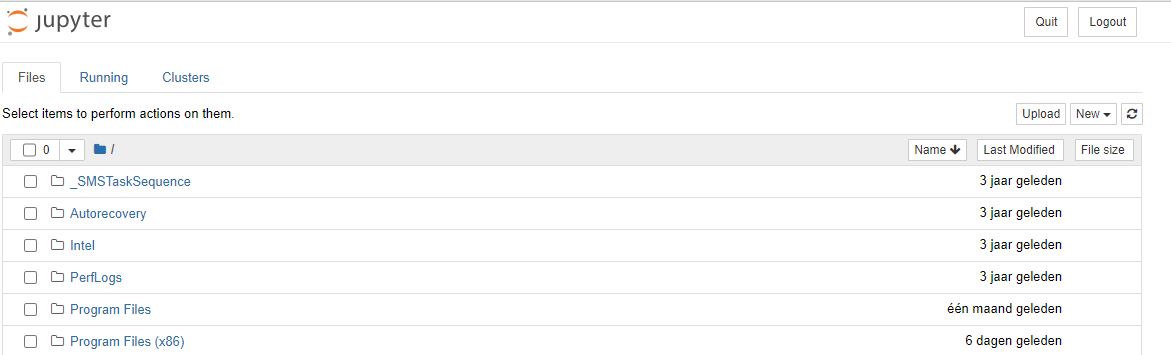 jupyter Quit Logout
Files Running Clusters
Select items to perform actions on them. Upload New
0 / Name Last Modified File size
_SMSTaskSequence 3 jaar geleden
Autorecovery 3 jaar geleden
Intel 3 jaar geleden
PerfLogs 3 jaar geleden
Program Files één maand geleden
Program Files (x86) 6 dagen geleden